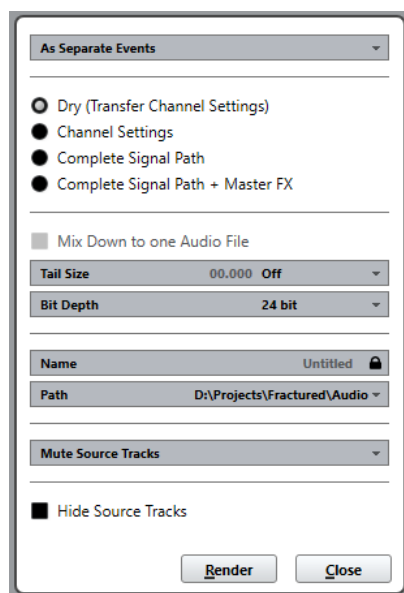 As Separate Events
Dry (Transfer Channel Settings)
Channel Settings
Complete Signal Path
Complete Signal Path + Master FX
Mix Down to one Audio File
Tail Size 00.000 Off
Bit Depth 24 bit
Name Untitled
Path D:\Projects\Fractured\Audio
Mute Source Tracks
Hide Source Tracks
Render Close